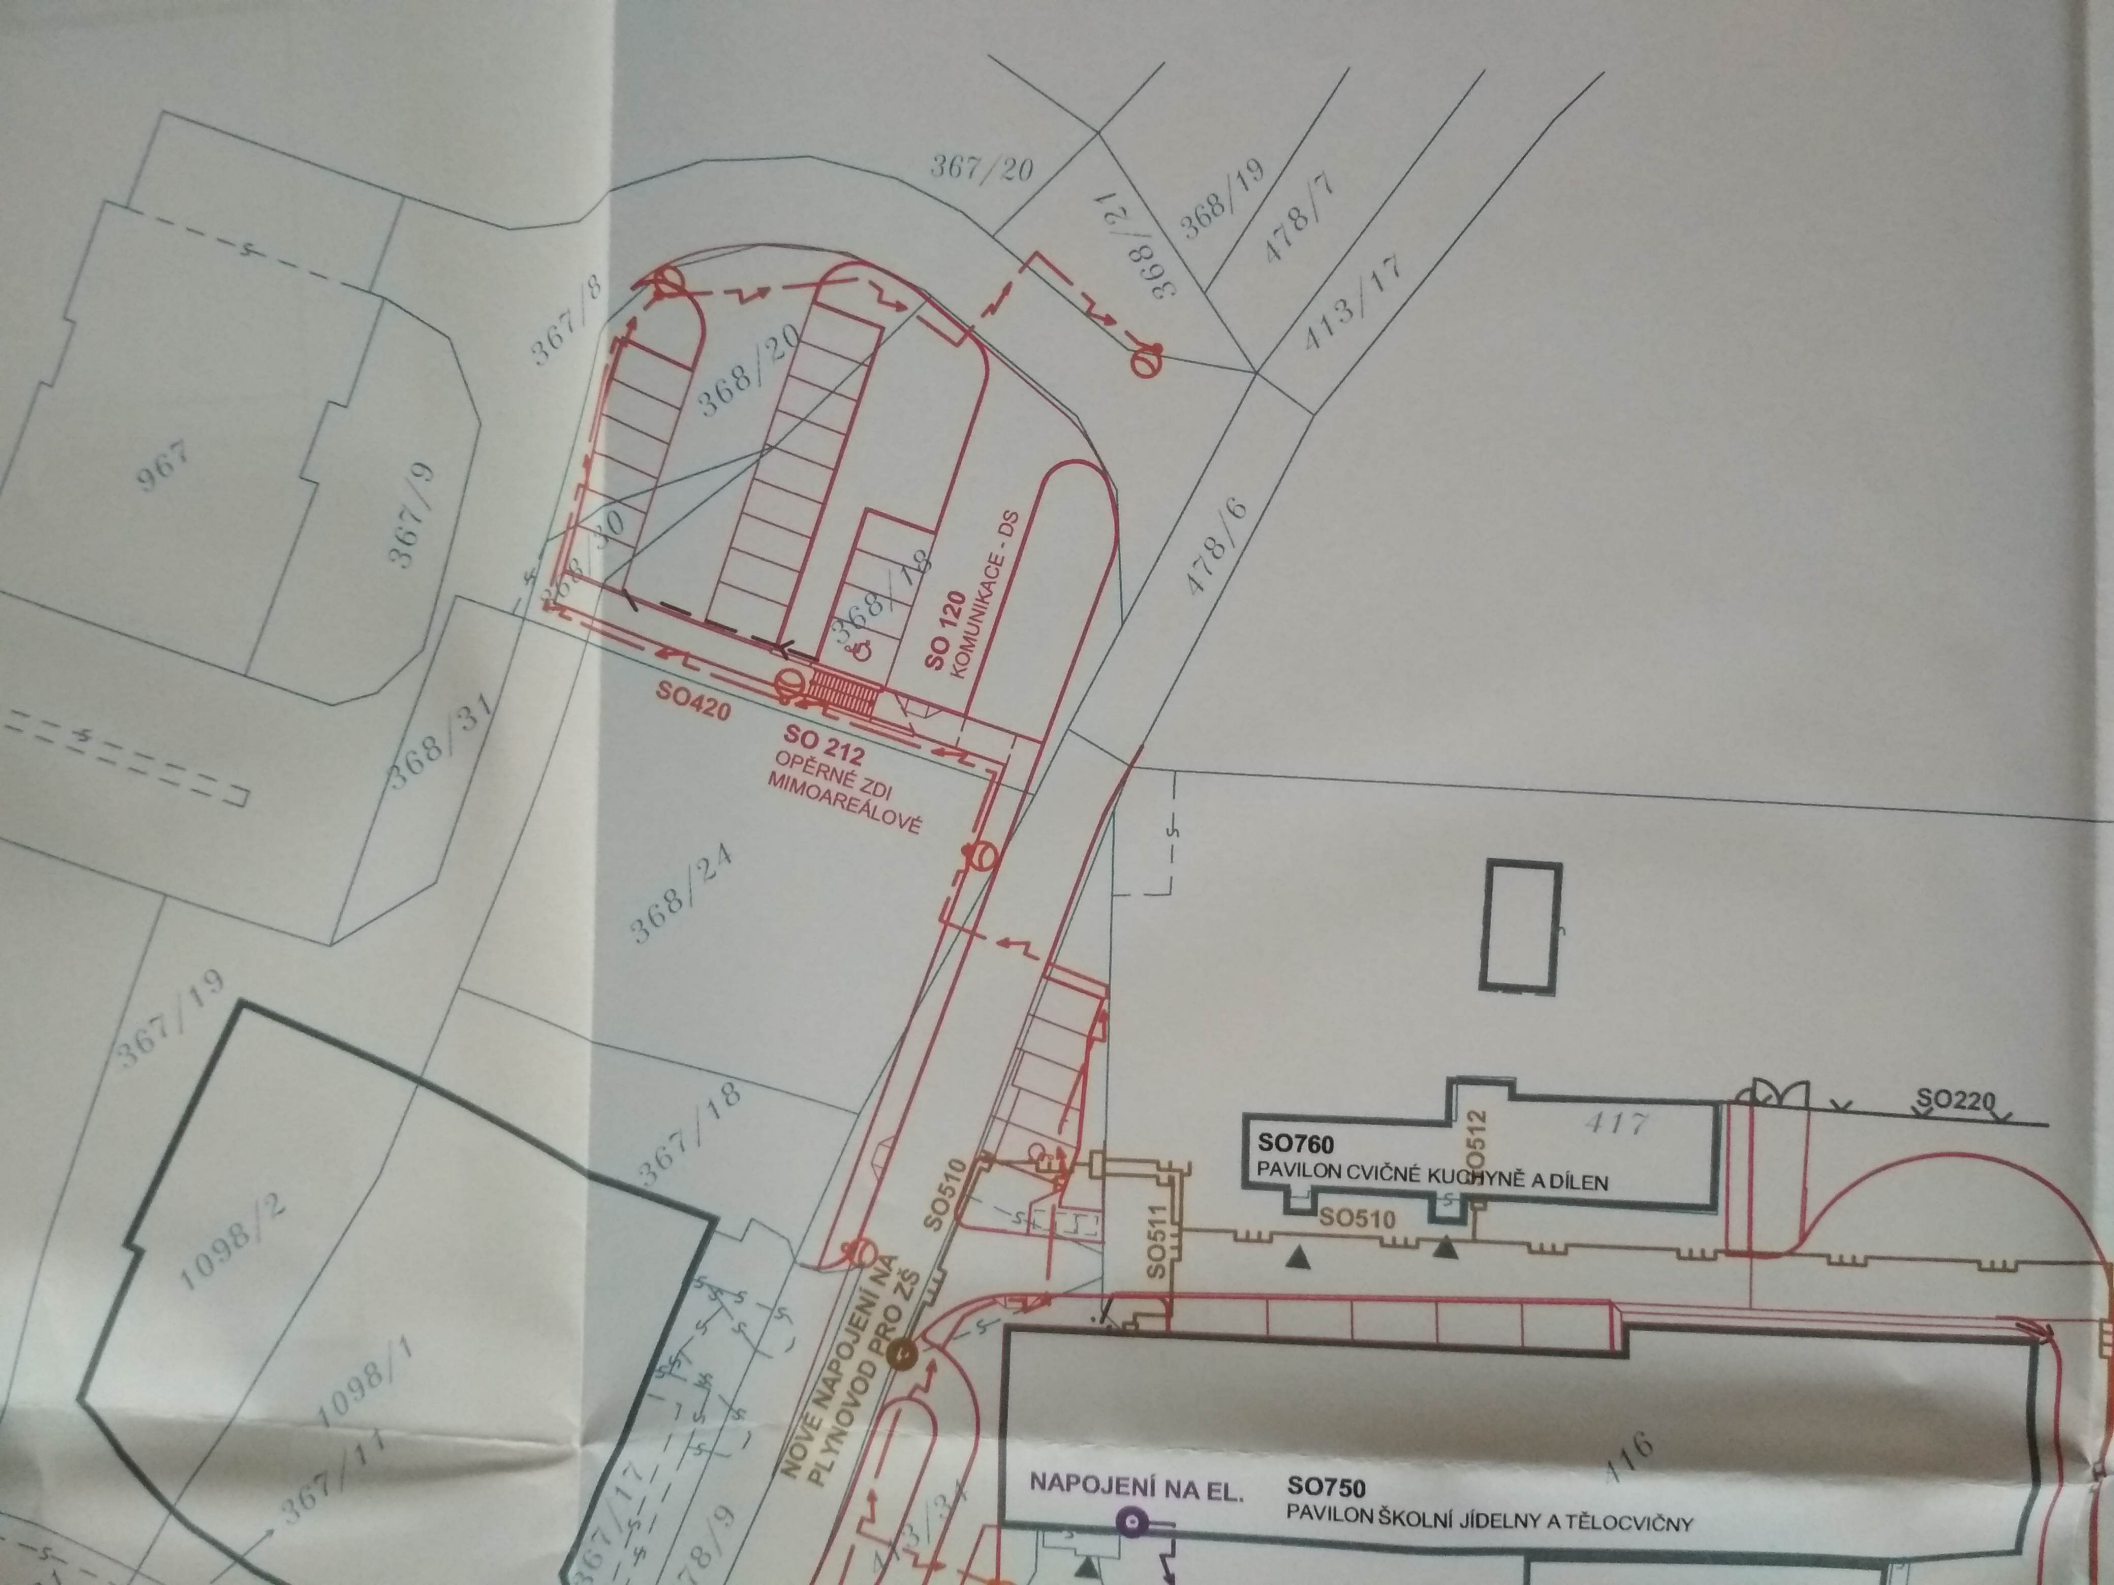 367/20
368/19
368/21
478/7
413/17
367/8
368/20
967
367/9
368/30
478/6
368/18
SO 120
KOMUNIKACE - DS
SO420
SO 212
OPĚRNÉ ZDI
MIMOAREÁLOVÉ
368/31
368/24
367/19
367/18
1098/2
SO220
417
SO760
PAVILON CVIČNÉ KUCHYNĚ A DÍLEN
SO512
SO510
SO510
SO511
NOVÉ NAPOJENÍ NA
PLYNOVOD PRO ZŠ
1098/1
367/11
367/17
78/9
416
NAPOJENÍ NA EL.
SO750
PAVILON ŠKOLNÍ JÍDELNY A TĚLOCVIČNY